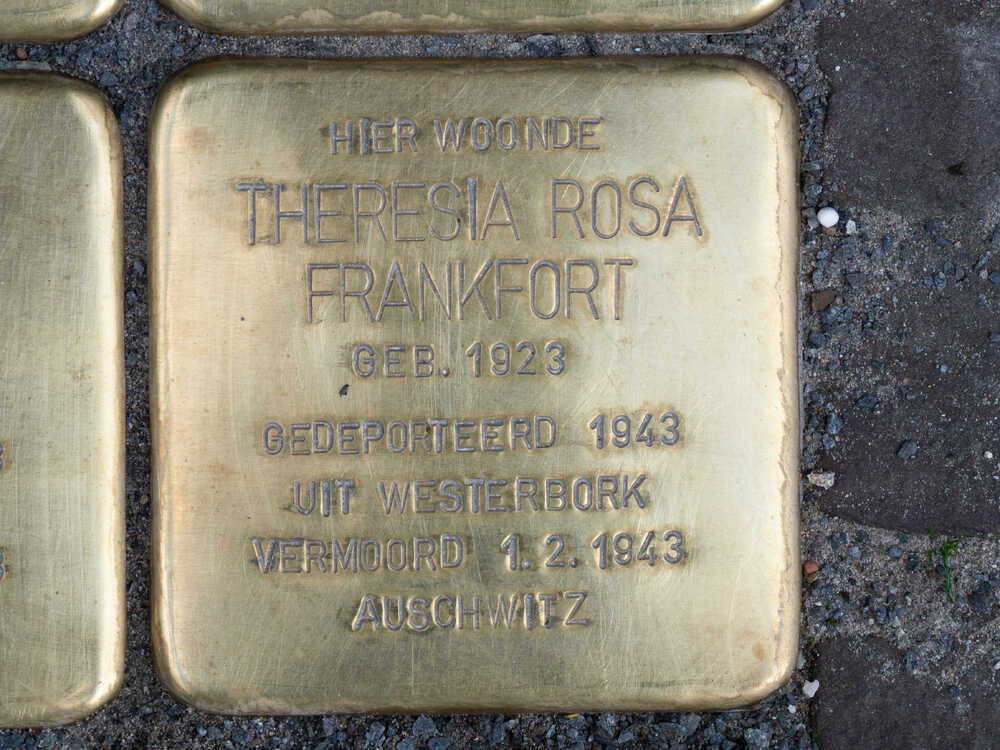 HIER WOONDE
THERESIA ROSA
FRANKFORT
GEB. 1923
GEDEPORTEERD 1943
UIT WESTERBORK
VERMOORD 1.2.1943
AUSCHWITZ